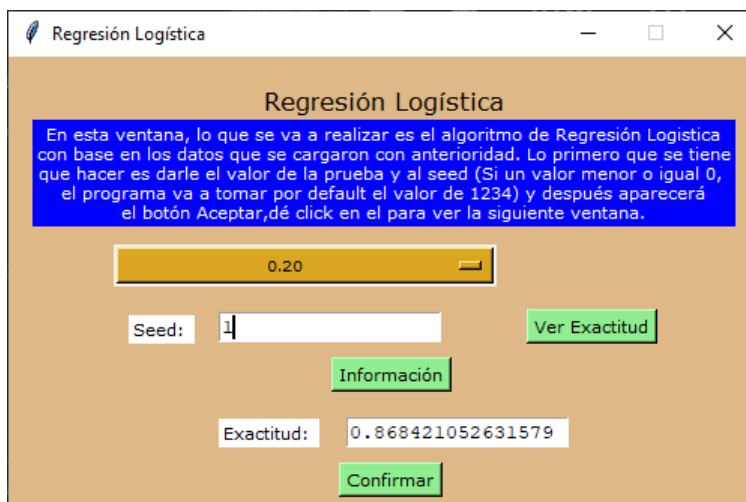 Regresión Logística
Regresión Logística
En esta ventana, lo que se va a realizar es el algoritmo de Regresión Logistica
con base en los datos que se cargaron con anterioridad. Lo primero que se tiene
que hacer es darle el valor de la prueba y al seed (Si un valor menor o igual 0,
el programa va a tomar por default el valor de 1234) y después aparecerá
el botón Aceptar,dé click en el para ver la siguiente ventana.
0.20
Seed: 1 Ver Exactitud
Información
Exactitud: 0.868421052631579
Confirmar